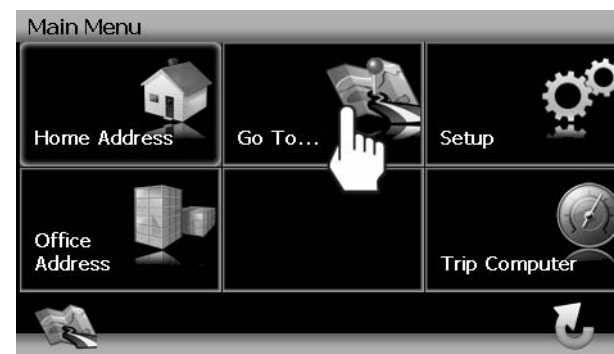 Main Menu
Home Address
Go To...
Setup
Office
Address
Trip Computer